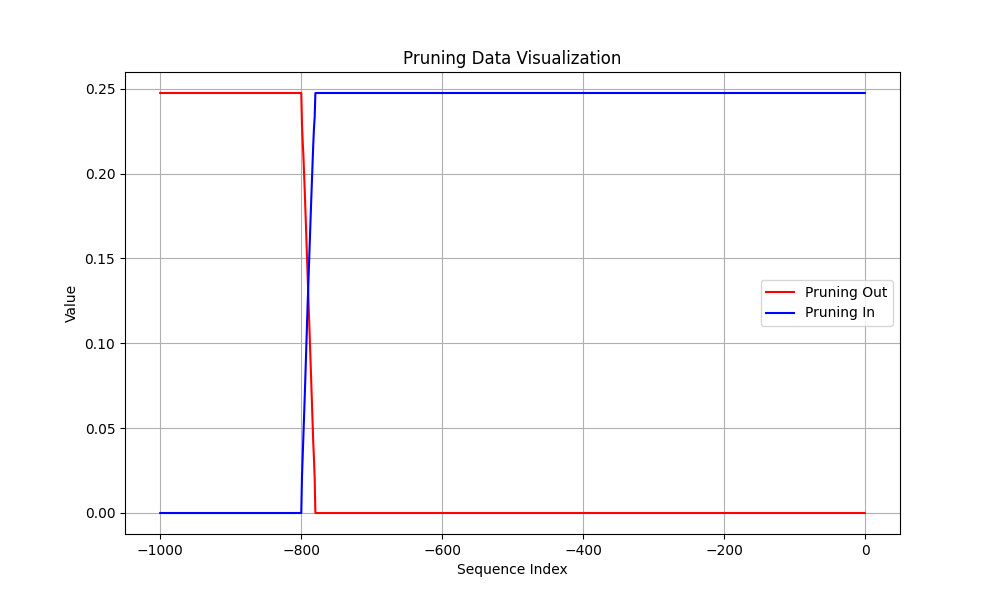 Pruning Data Visualization
0.25
0.20
0.15
0.10
0.05
0.00
Value
Pruning Out
Pruning In
−1000 −800 −600 −400 −200 0
Sequence Index